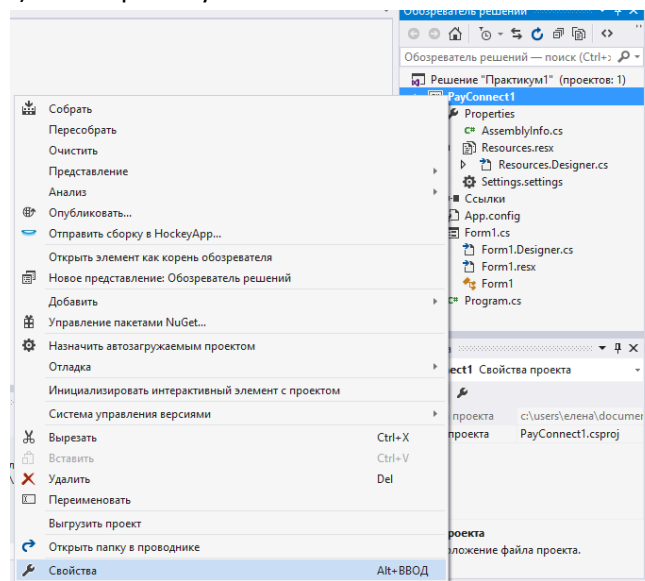 Обозреватель решений
Обозреватель решений — поиск (Ctrl+
Решение "Практикум1" (проектов: 1)
PayConnect1
Properties
AssemblyInfo.cs
Resources.resx
Resources.Designer.cs
Settings.settings
Ссылки
App.config
Form1.cs
Form1.Designer.cs
Form1.resx
Form1
Program.cs
Собрать
Пересобрать
Очистить
Представление
Анализ
Опубликовать...
Отправить сборку в HockeyApp...
Открыть элемент как корень обозревателя
Новое представление: Обозреватель решений
Добавить
Управление пакетами NuGet...
Назначить автозагружаемым проектом
Отладка
Инициализировать интерактивный элемент с проектом
Система управления версиями
Вырезать Ctrl+X
Вставить Ctrl+V
Удалить Del
Переименовать
Выгрузить проект
Открыть папку в проводнике
Свойства Alt+ВВОД
ect1 Свойства проекта
проекта c:\users\елена\documer
проекта PayConnect1.csproj
роекта
ложение файла проекта.